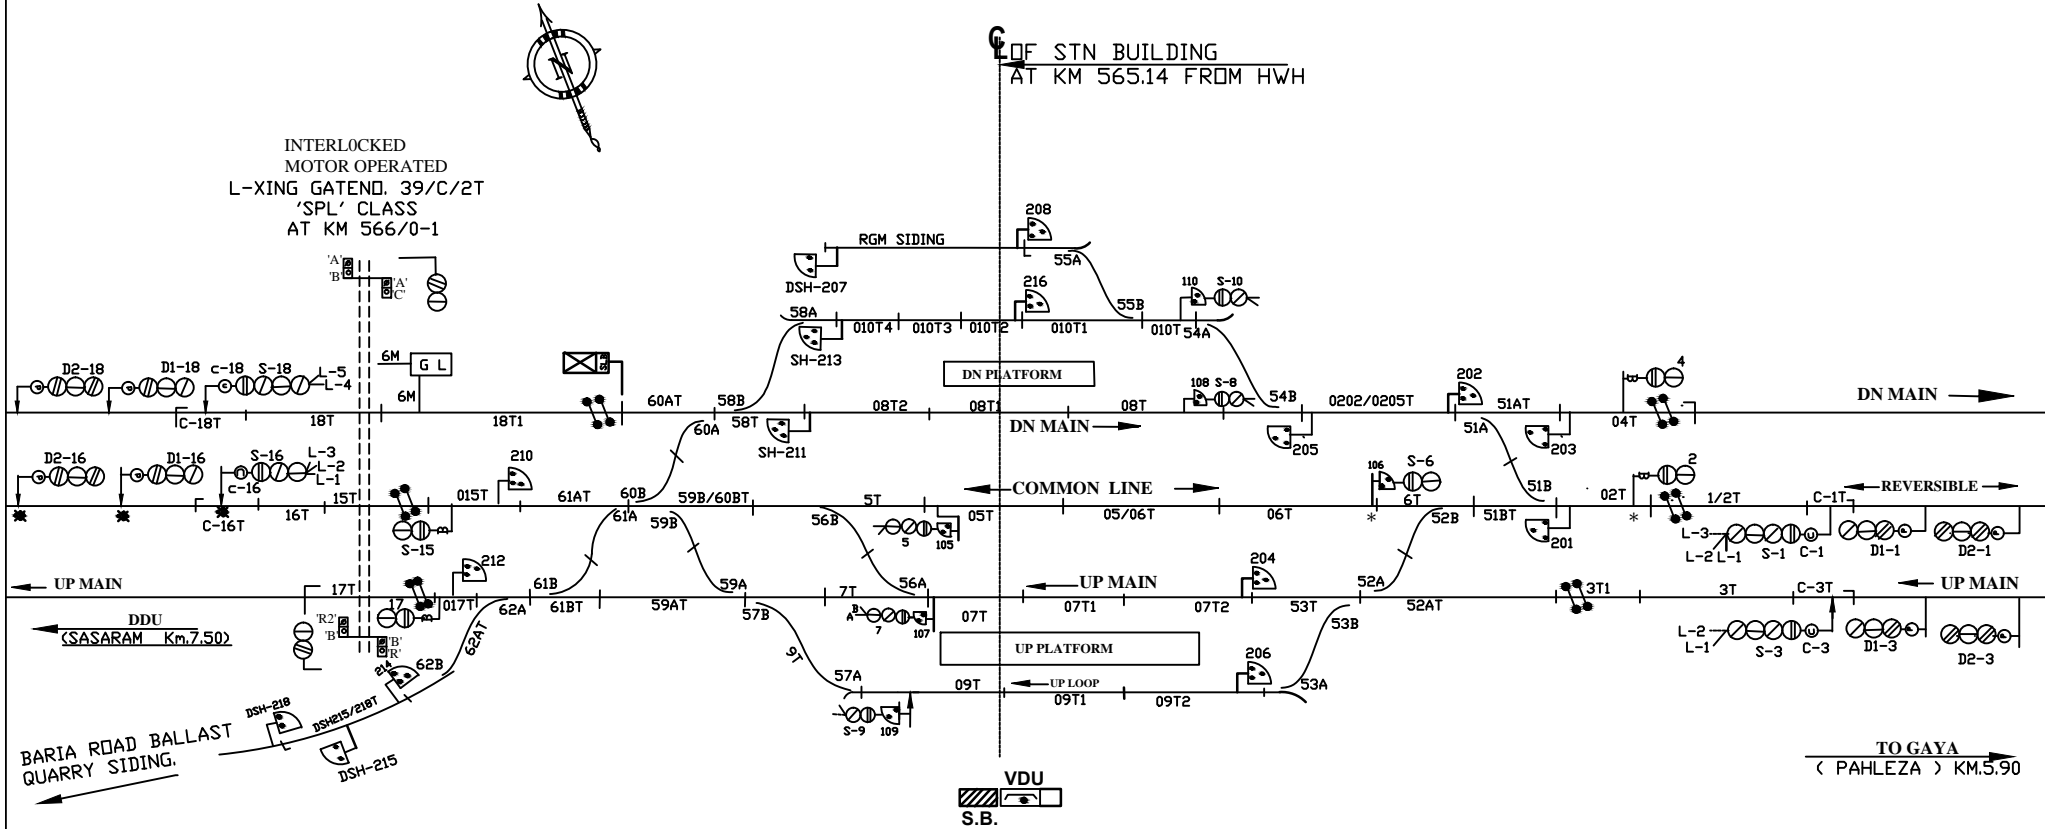 C
L
OF STN BUILDING
AT KM 565.14 FROM HWH
N
INTERL0CKED
MOTOR OPERATED
L-XING GATENO. 39/C/2T
'SPL' CLASS
AT KM 566/0-1
'A'
'B'
'A'
'C'
208
RGM SIDING
55A
DSH-207
216
110
S-10
58A
55B
010T4
010T3
010T2
010T1
010T
54A
SH-213
D2-18
D1-18
c-18
S-18
L-5
L-4
6M
G L
6M
S.B
DN PLATFORM
108
S-8
202
4
DN MAIN
60AT
58B
08T2
08T1
08T
54B
0202/0205T
51AT
B
C-18T
18T
18T1
60A
58T
DN MAIN
51A
04T
SH-211
205
203
D2-16
D1-16
S-16
c-16
L-3
L-2
L-1
210
106
S-6
2
B
15T
015T
61AT
60B
59B/60BT
5T
COMMON LINE
6T
51B
02T
1/2T
C-1T
REVERSIBLE
C-16T
16T
61A
59B
56B
05T
05/06T
06T
*
52B
51BT
*
B
S-15
5
105
201
L-3
L-2
L-1
S-1
C-1
D1-1
D2-1
212
204
UP MAIN
17T
61B
59A
56A
UP MAIN
52A
3T1
3T
C-3T
UP MAIN
17
B
017T
62A
61BT
59AT
57B
7T
B
A
7
107
07T
07T1
07T2
53T
52AT
DDU
(SASARAM Km.7.50)
'R2'
'B'
'B'
'R'
62AT
53B
L-2
L-1
S-3
C-3
D1-3
D2-3
UP PLATFORM
9T
206
214
62B
57A
09T
UP LOOP
09T1
09T2
53A
DSH-218
DSH215/218T
S-9
109
DSH-215
BARIA ROAD BALLAST
QUARRY SIDING.
TO GAYA
( PAHLEZA ) KM.5.90
VDU
S.B.